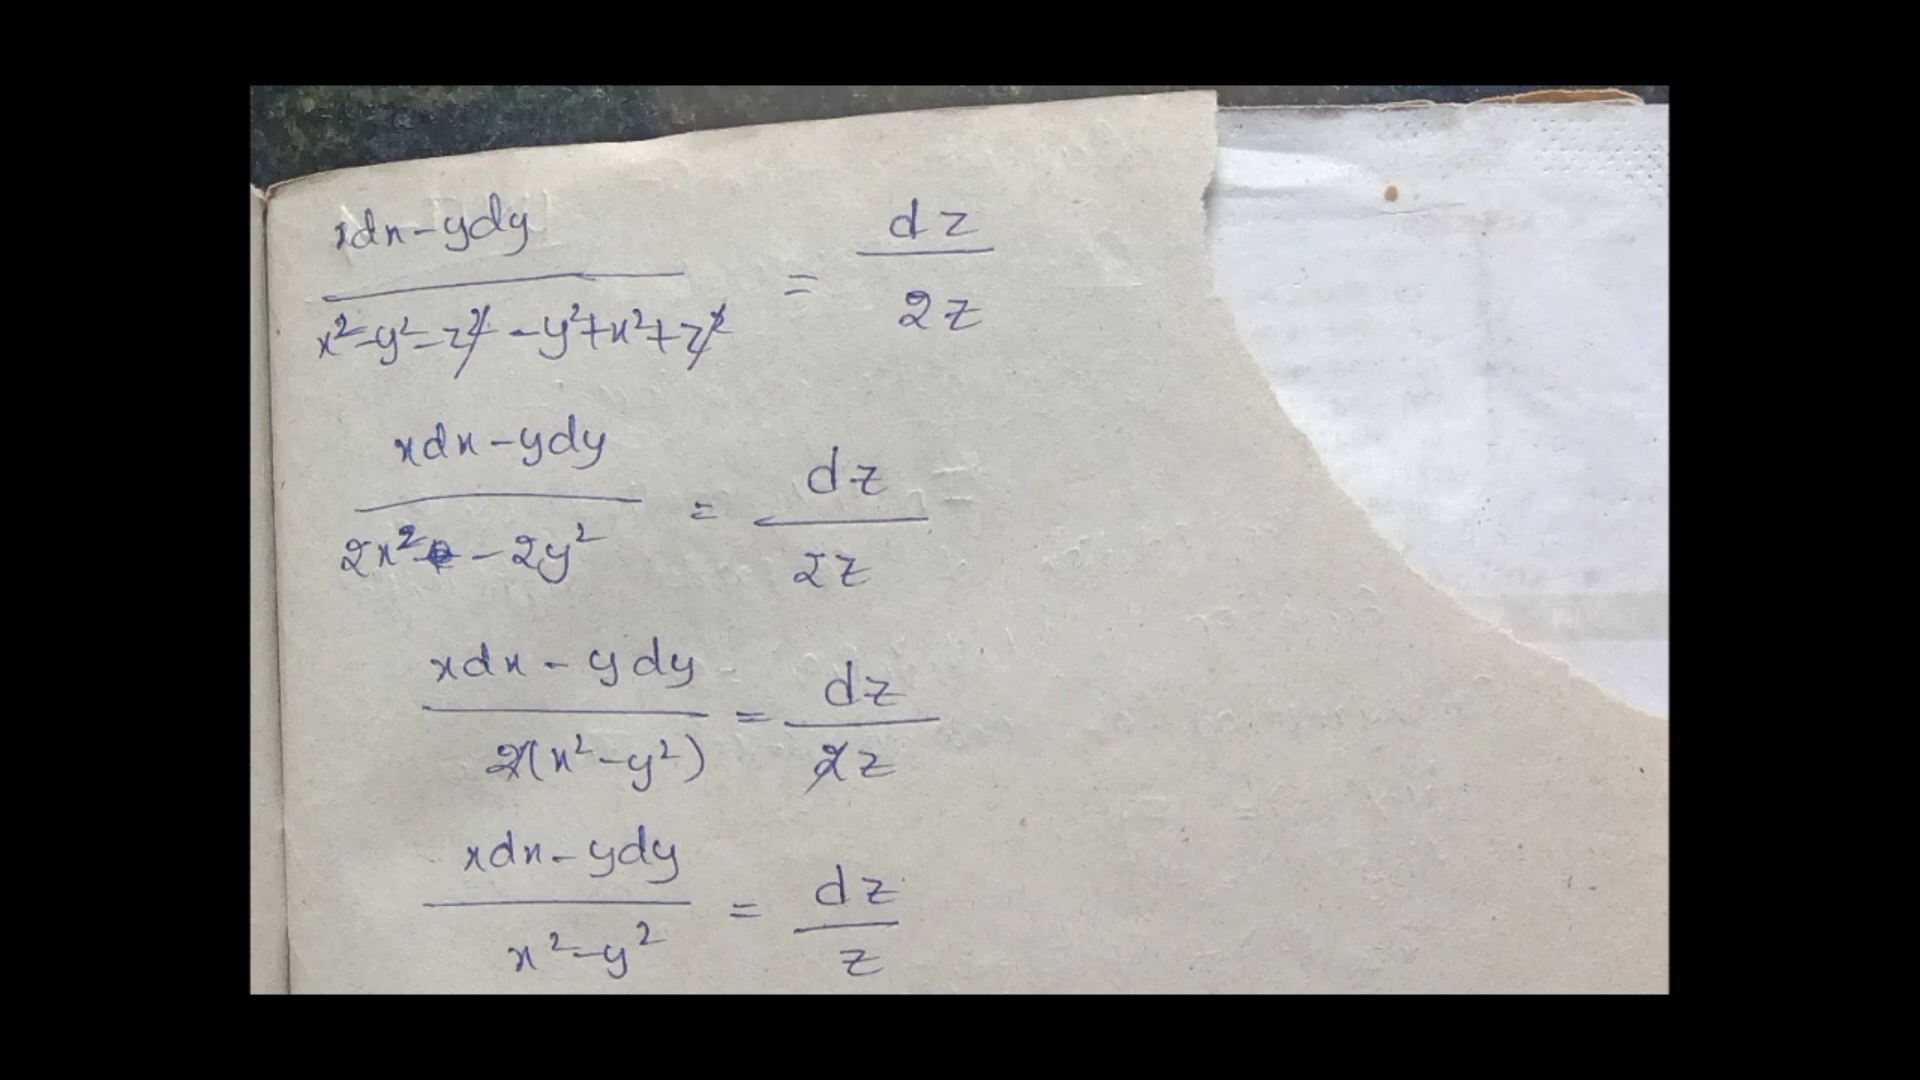 xdx - ydy / x² - y² - z² - y² + x² + z² = dz / 2z
xdx - ydy / 2x² - 2y² = dz / 2z
xdx - ydy / 2(x² - y²) = dz / 2z
xdx - ydy / x² - y² = dz / z